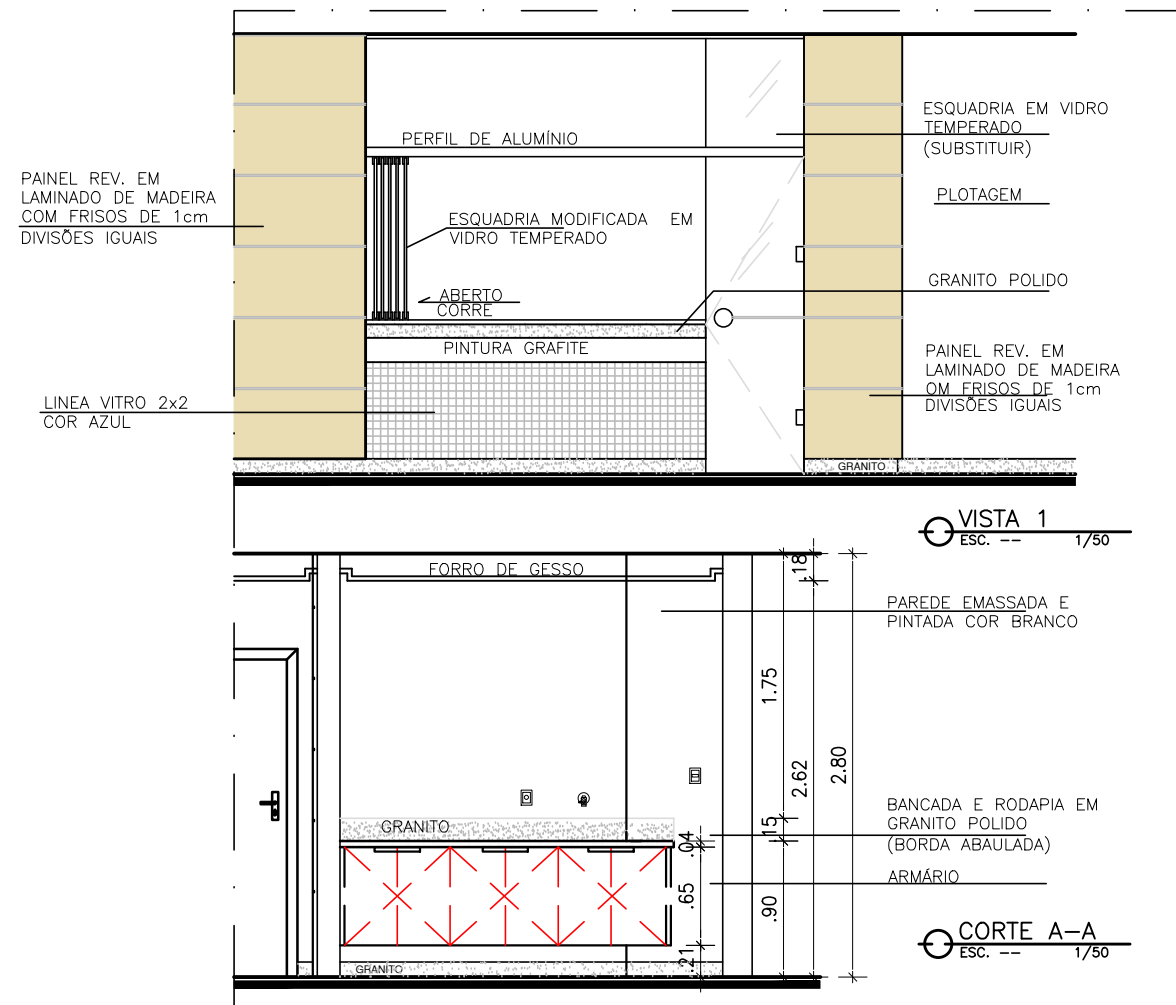 PERFIL DE ALUMÍNIO
ESQUADRIA EM VIDRO
TEMPERADO
(SUBSTITUIR)
PAINEL REV. EM
LAMINADO DE MADEIRA
COM FRISOS DE 1cm
DIVISÕES IGUAIS
PLOTAGEM
ESQUADRIA MODIFICADA EM
VIDRO TEMPERADO
GRANITO POLIDO
ABERTO
CORRE
PINTURA GRAFITE
PAINEL REV. EM
LAMINADO DE MADEIRA
OM FRISOS DE 1cm
DIVISÕES IGUAIS
LINEA VITRO 2x2
COR AZUL
GRANITO
VISTA 1
ESC. -- 1/50
FORRO DE GESSO
.18
PAREDE EMASSADA E
PINTADA COR BRANCO
1.75
2.62
2.80
BANCADA E RODAPIA EM
GRANITO POLIDO
(BORDA ABAULADA)
GRANITO
.15
.04
ARMÁRIO
.65
.90
CORTE A-A
ESC. -- 1/50
.21
GRANITO